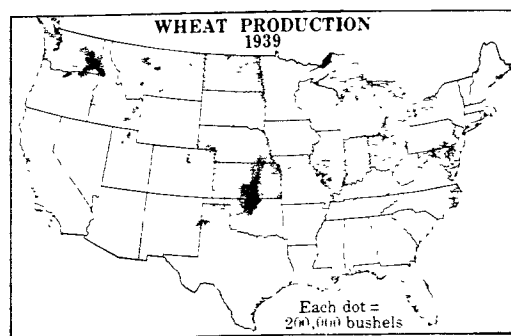 WHEAT PRODUCTION
1939
Each dot =
200,000 bushels